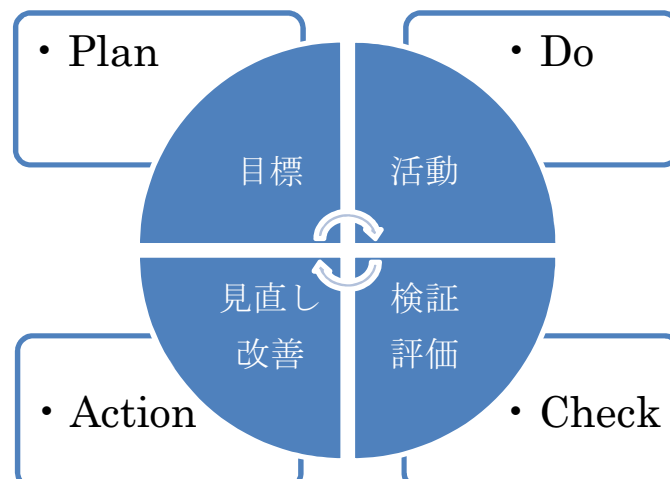 ・Plan
・Do
目標
活動
見直し
改善
検証
評価
・Action
・Check